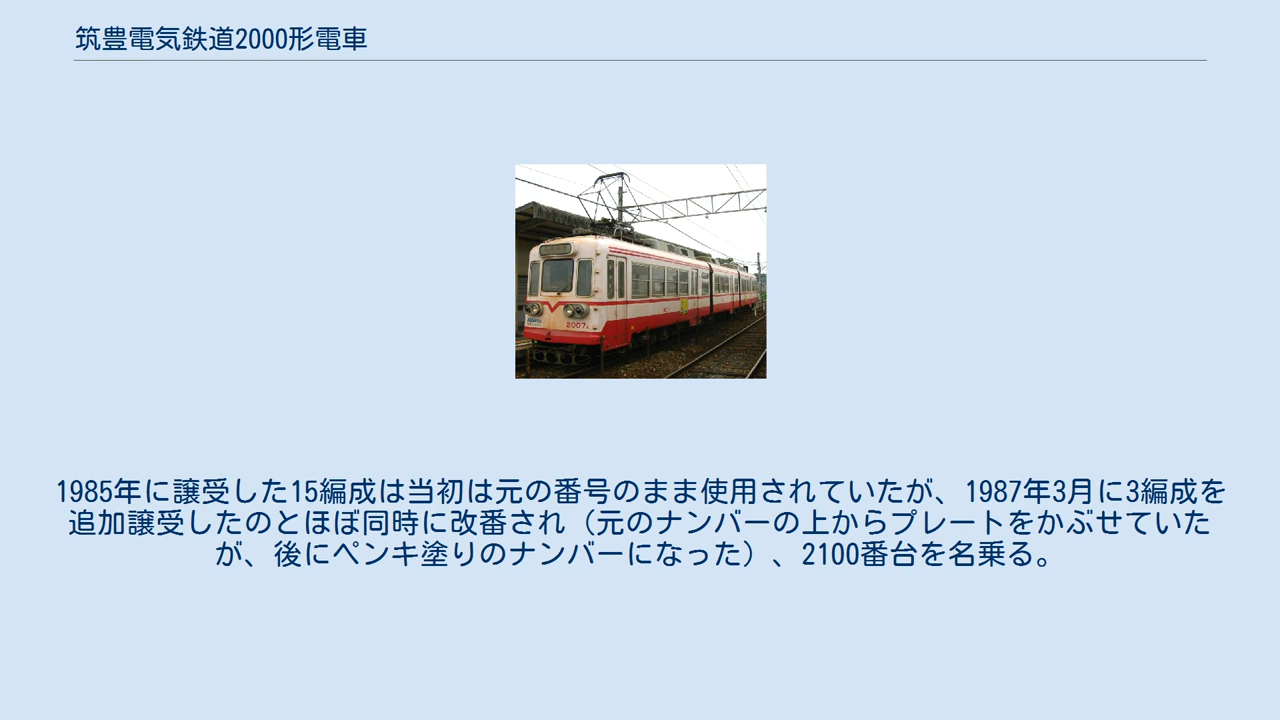 筑豊電気鉄道2000形電車
2007
1985年に譲受した15編成は当初は元の番号のまま使用されていたが、1987年3月に3編成を
追加譲受したのとほぼ同時に改番され（元のナンバーの上からプレートをかぶせていた
が、後にペンキ塗りのナンバーになった）、2100番台を名乗る。